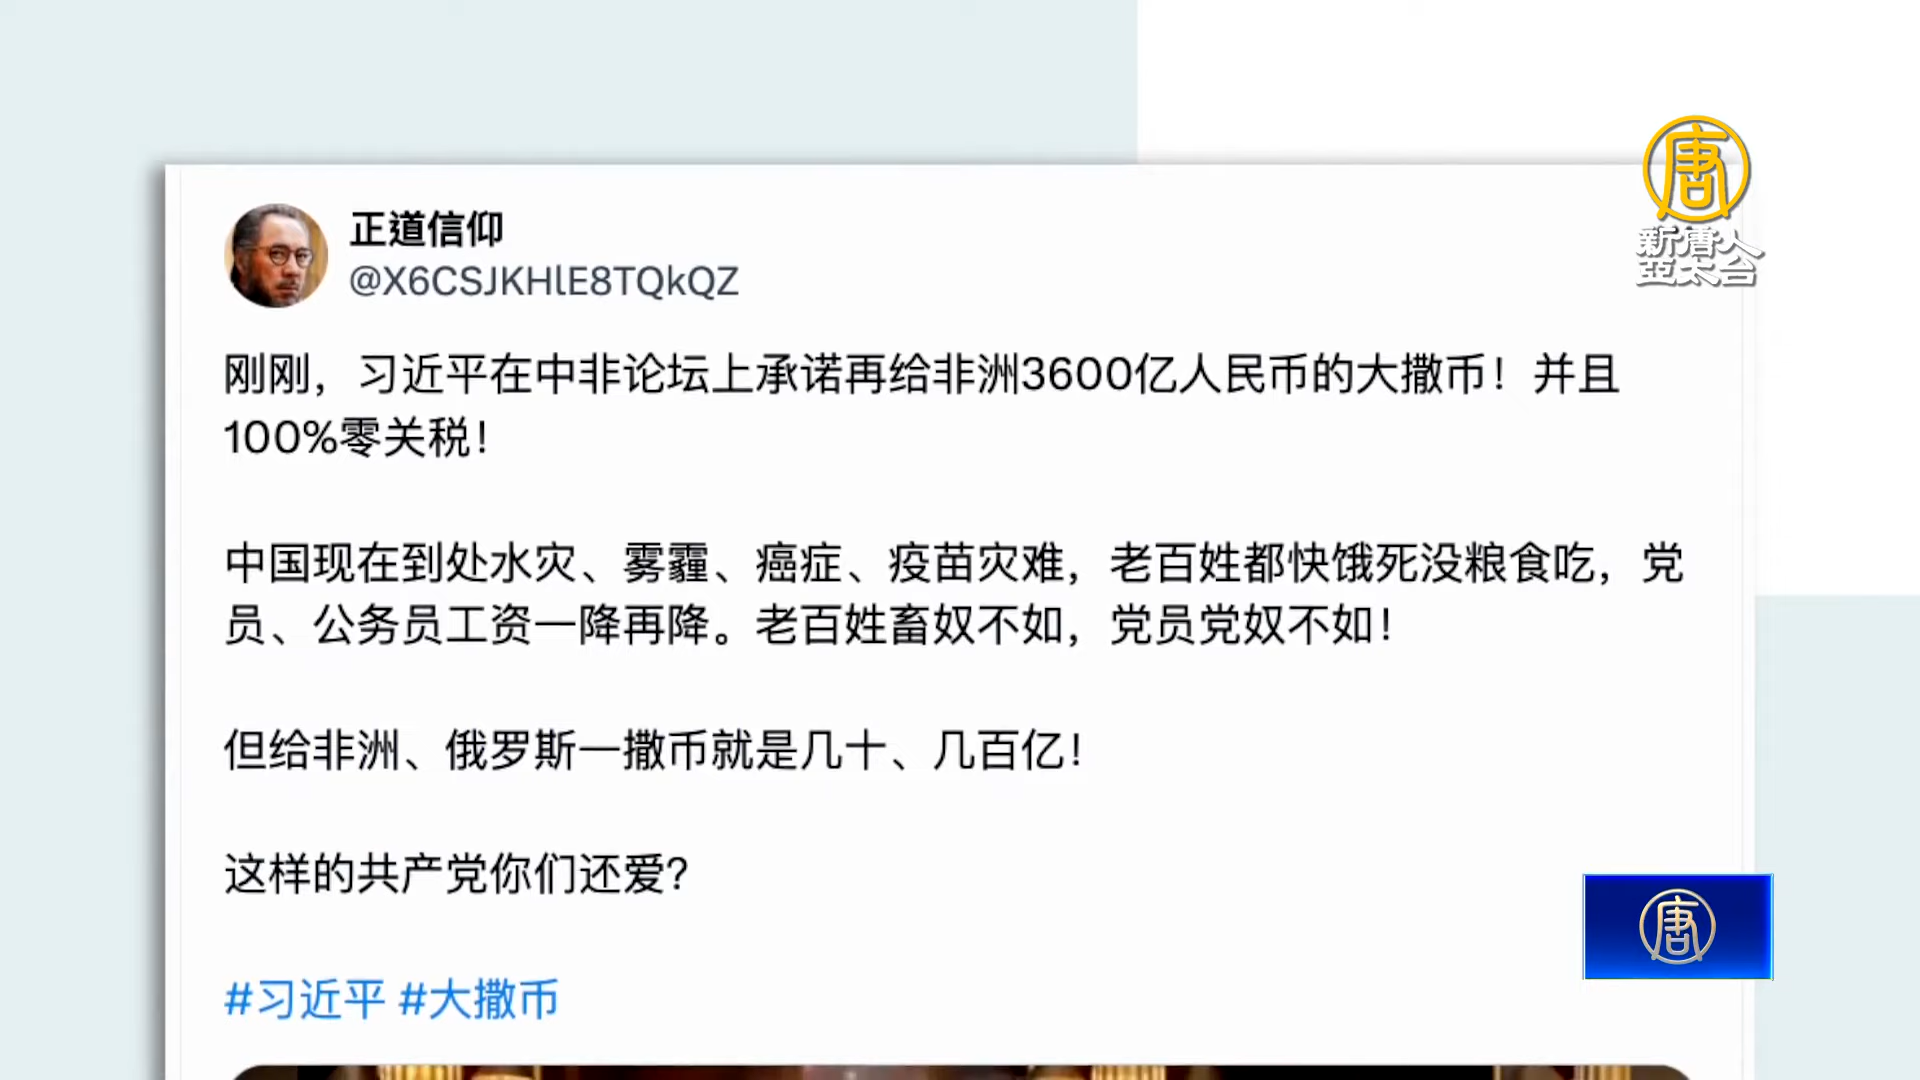 唐
新唐人
亞太台
正道信仰
@X6CSJKHlE8TQkQZ
刚刚，习近平在中非论坛上承诺再给非洲3600亿人民币的大撒币！并且
100%零关税！
中国现在到处水灾、雾霾、癌症、疫苗灾难，老百姓都快饿死没粮食吃，党
员、公务员工资一降再降。老百姓畜奴不如，党员党奴不如！
但给非洲、俄罗斯一撒币就是几十、几百亿！
这样的共产党你们还爱？
#习近平 #大撒币
唐